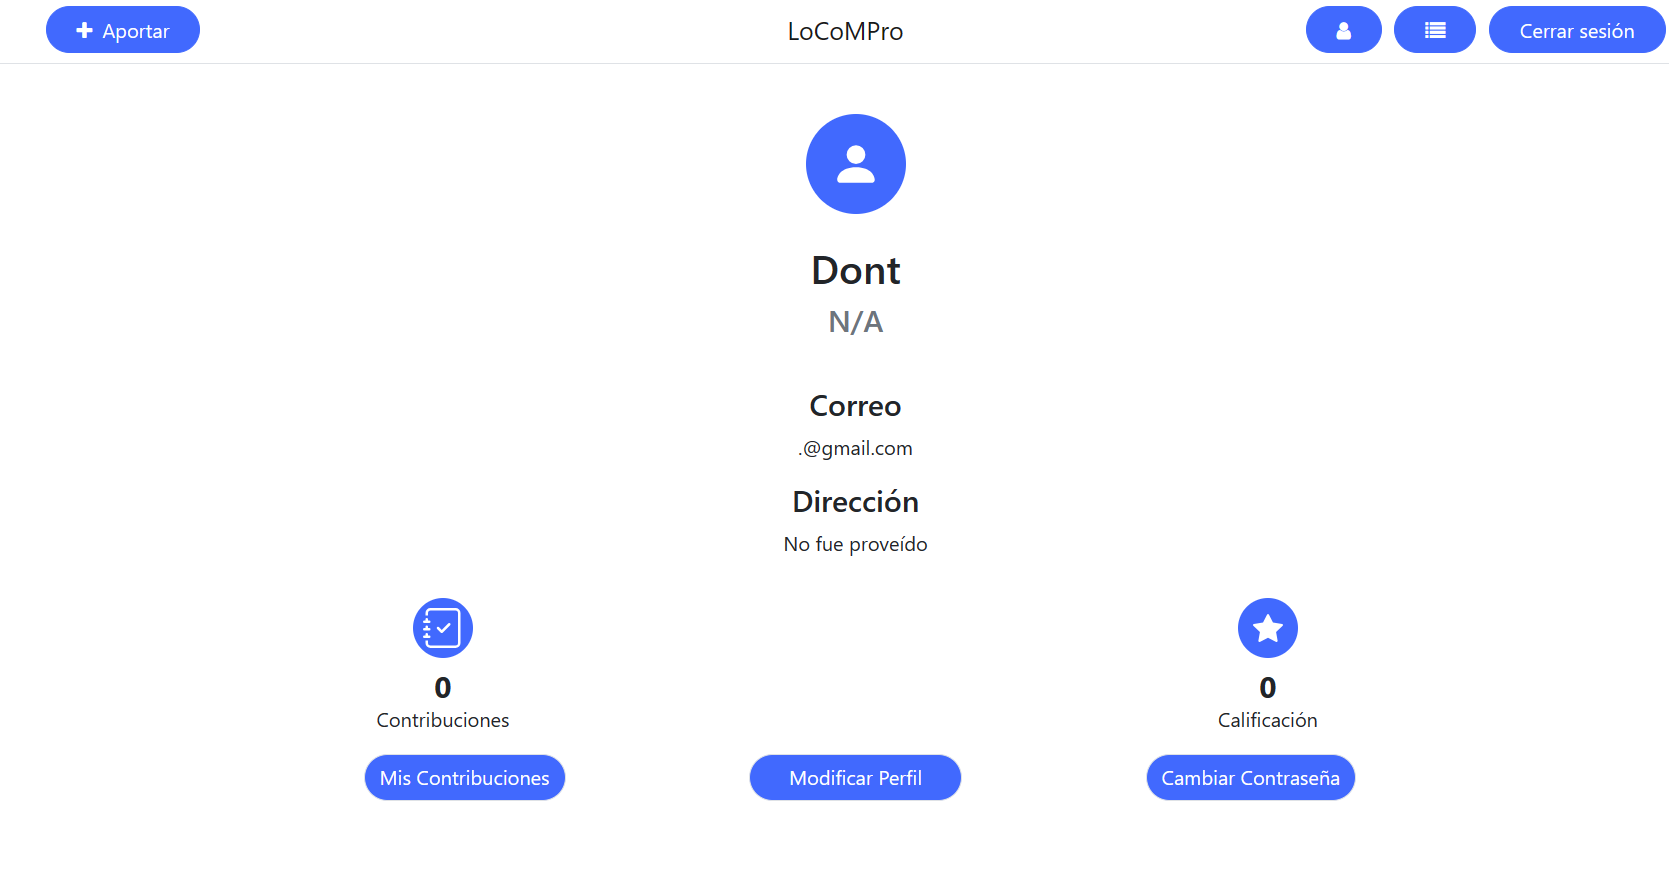 Aportar
LoCoMPro
Cerrar sesión
Dont
N/A
Correo
.@gmail.com
Dirección
No fue proveído
0
Contribuciones
0
Calificación
Mis Contribuciones
Modificar Perfil
Cambiar Contraseña